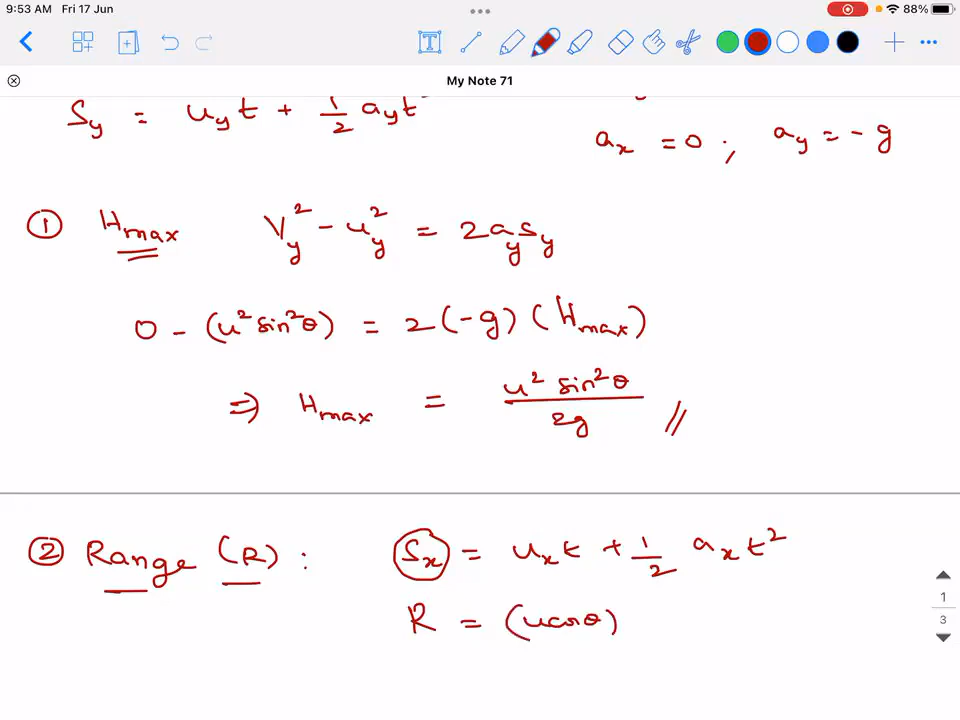 9:53 AM Fri 17 Jun 88%
My Note 71
Sy = uyt + 1/2 ayt²
ax = 0 ; ay = - g
① Hmax Vy² - uy² = 2aySy
0 - (u² sin²θ) = 2(-g) (Hmax)
⇒ Hmax = u² sin²θ / 2g //
② Range (R) : Sx = uxt + 1/2 axt²
R = (ucosθ)
1
3